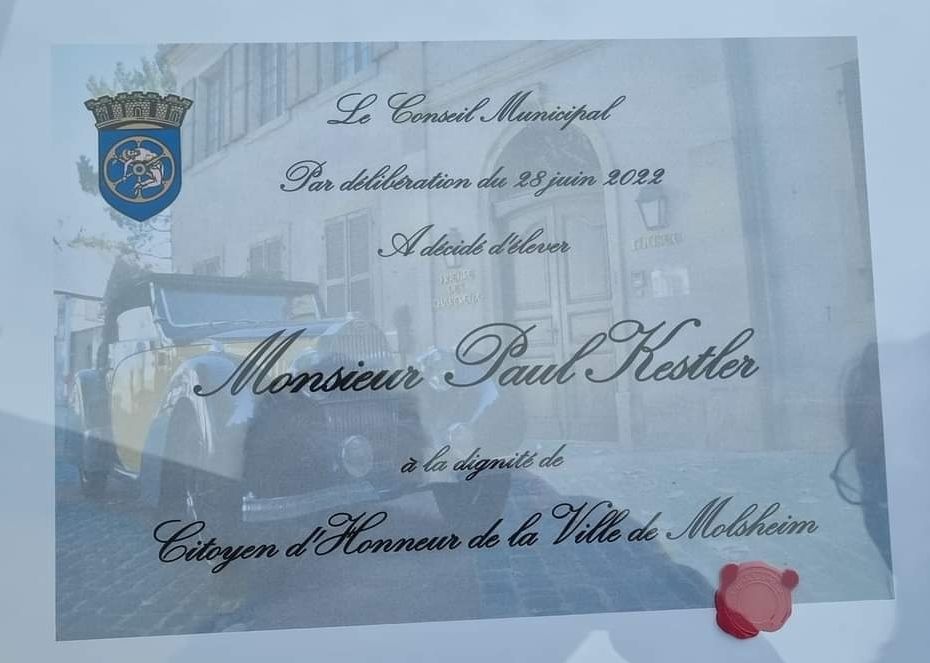 Le Conseil Municipal
Par délibération du 28 juin 2022
A décidé d'élever
MUSÉE
Monsieur Paul Kestler
à la dignité de
Citoyen d'Honneur de la Ville de Molsheim